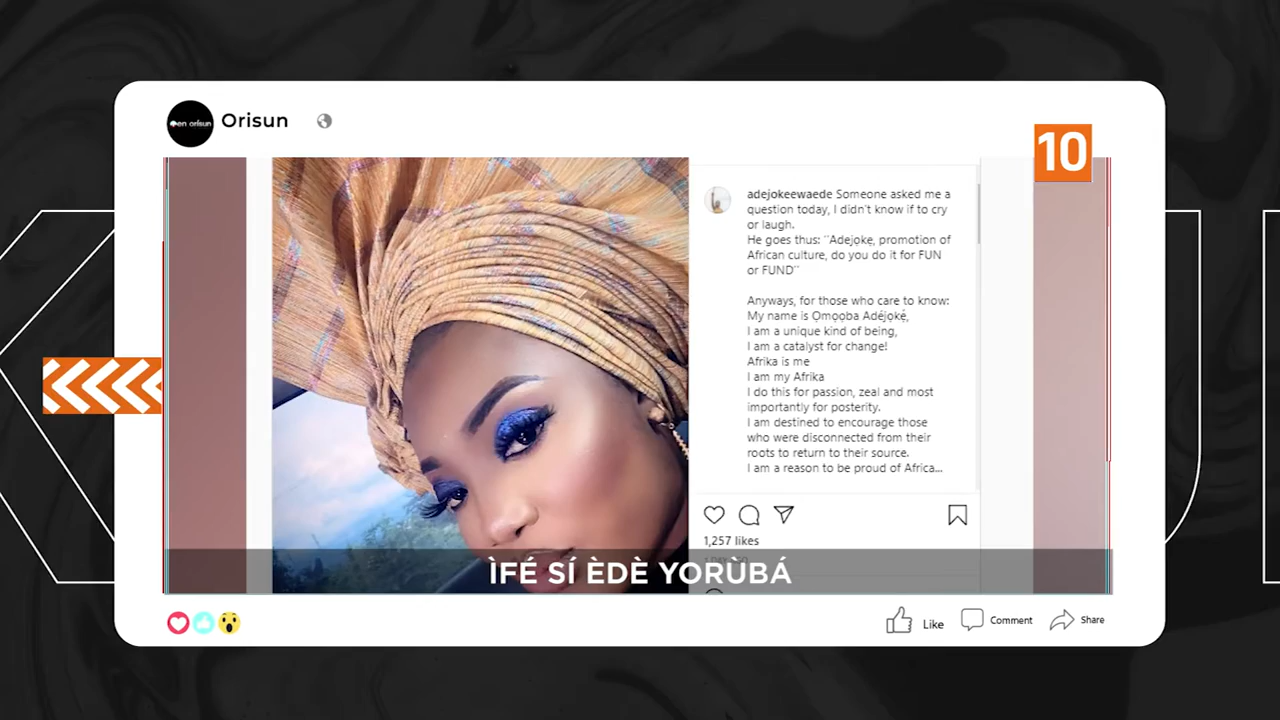 en orísun
Orisun
10
adejokeewaede Someone asked me a
question today, I didn't know if to cry
or laugh.
He goes thus: ´´Adejọkẹ, promotion of
African culture, do you do it for FUN
or FUND´´
Anyways, for those who care to know:
My name is Ọmọọba Adéjọkẹ́,
I am a unique kind of being,
I am a catalyst for change!
Afrika is me
I am my Afrika
I do this for passion, zeal and most
importantly for posterity.
I am destined to encourage those
who were disconnected from their
roots to return to their source.
I am a reason to be proud of Africa...
1,257 likes
ÌFÉ SÍ ÈDÈ YORÙBÁ
Like
Comment
Share